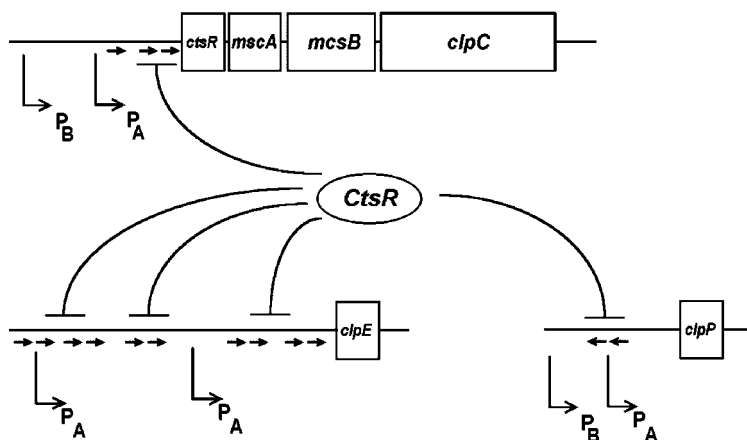 ctsR mscA mcsB clpC
PB PA
CtsR
clpE clpP
PA PA PB PA